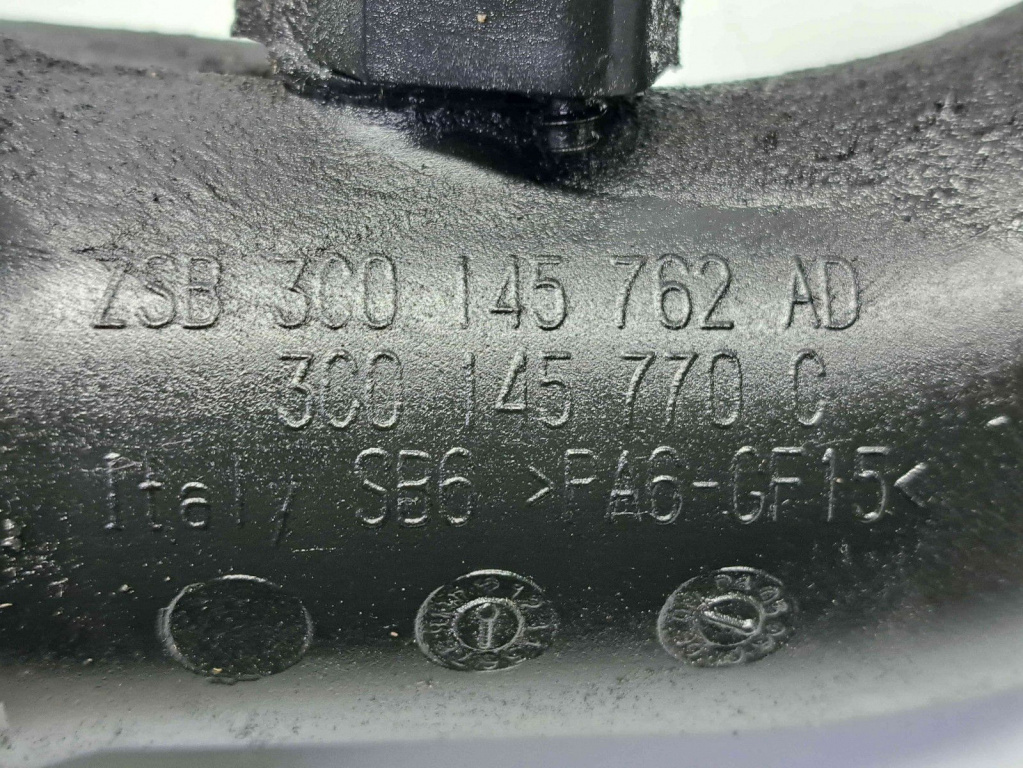 ZSB 3C0 145 762 AD
3C0 145 770 C
Italy SB6 >PA6-GF15<